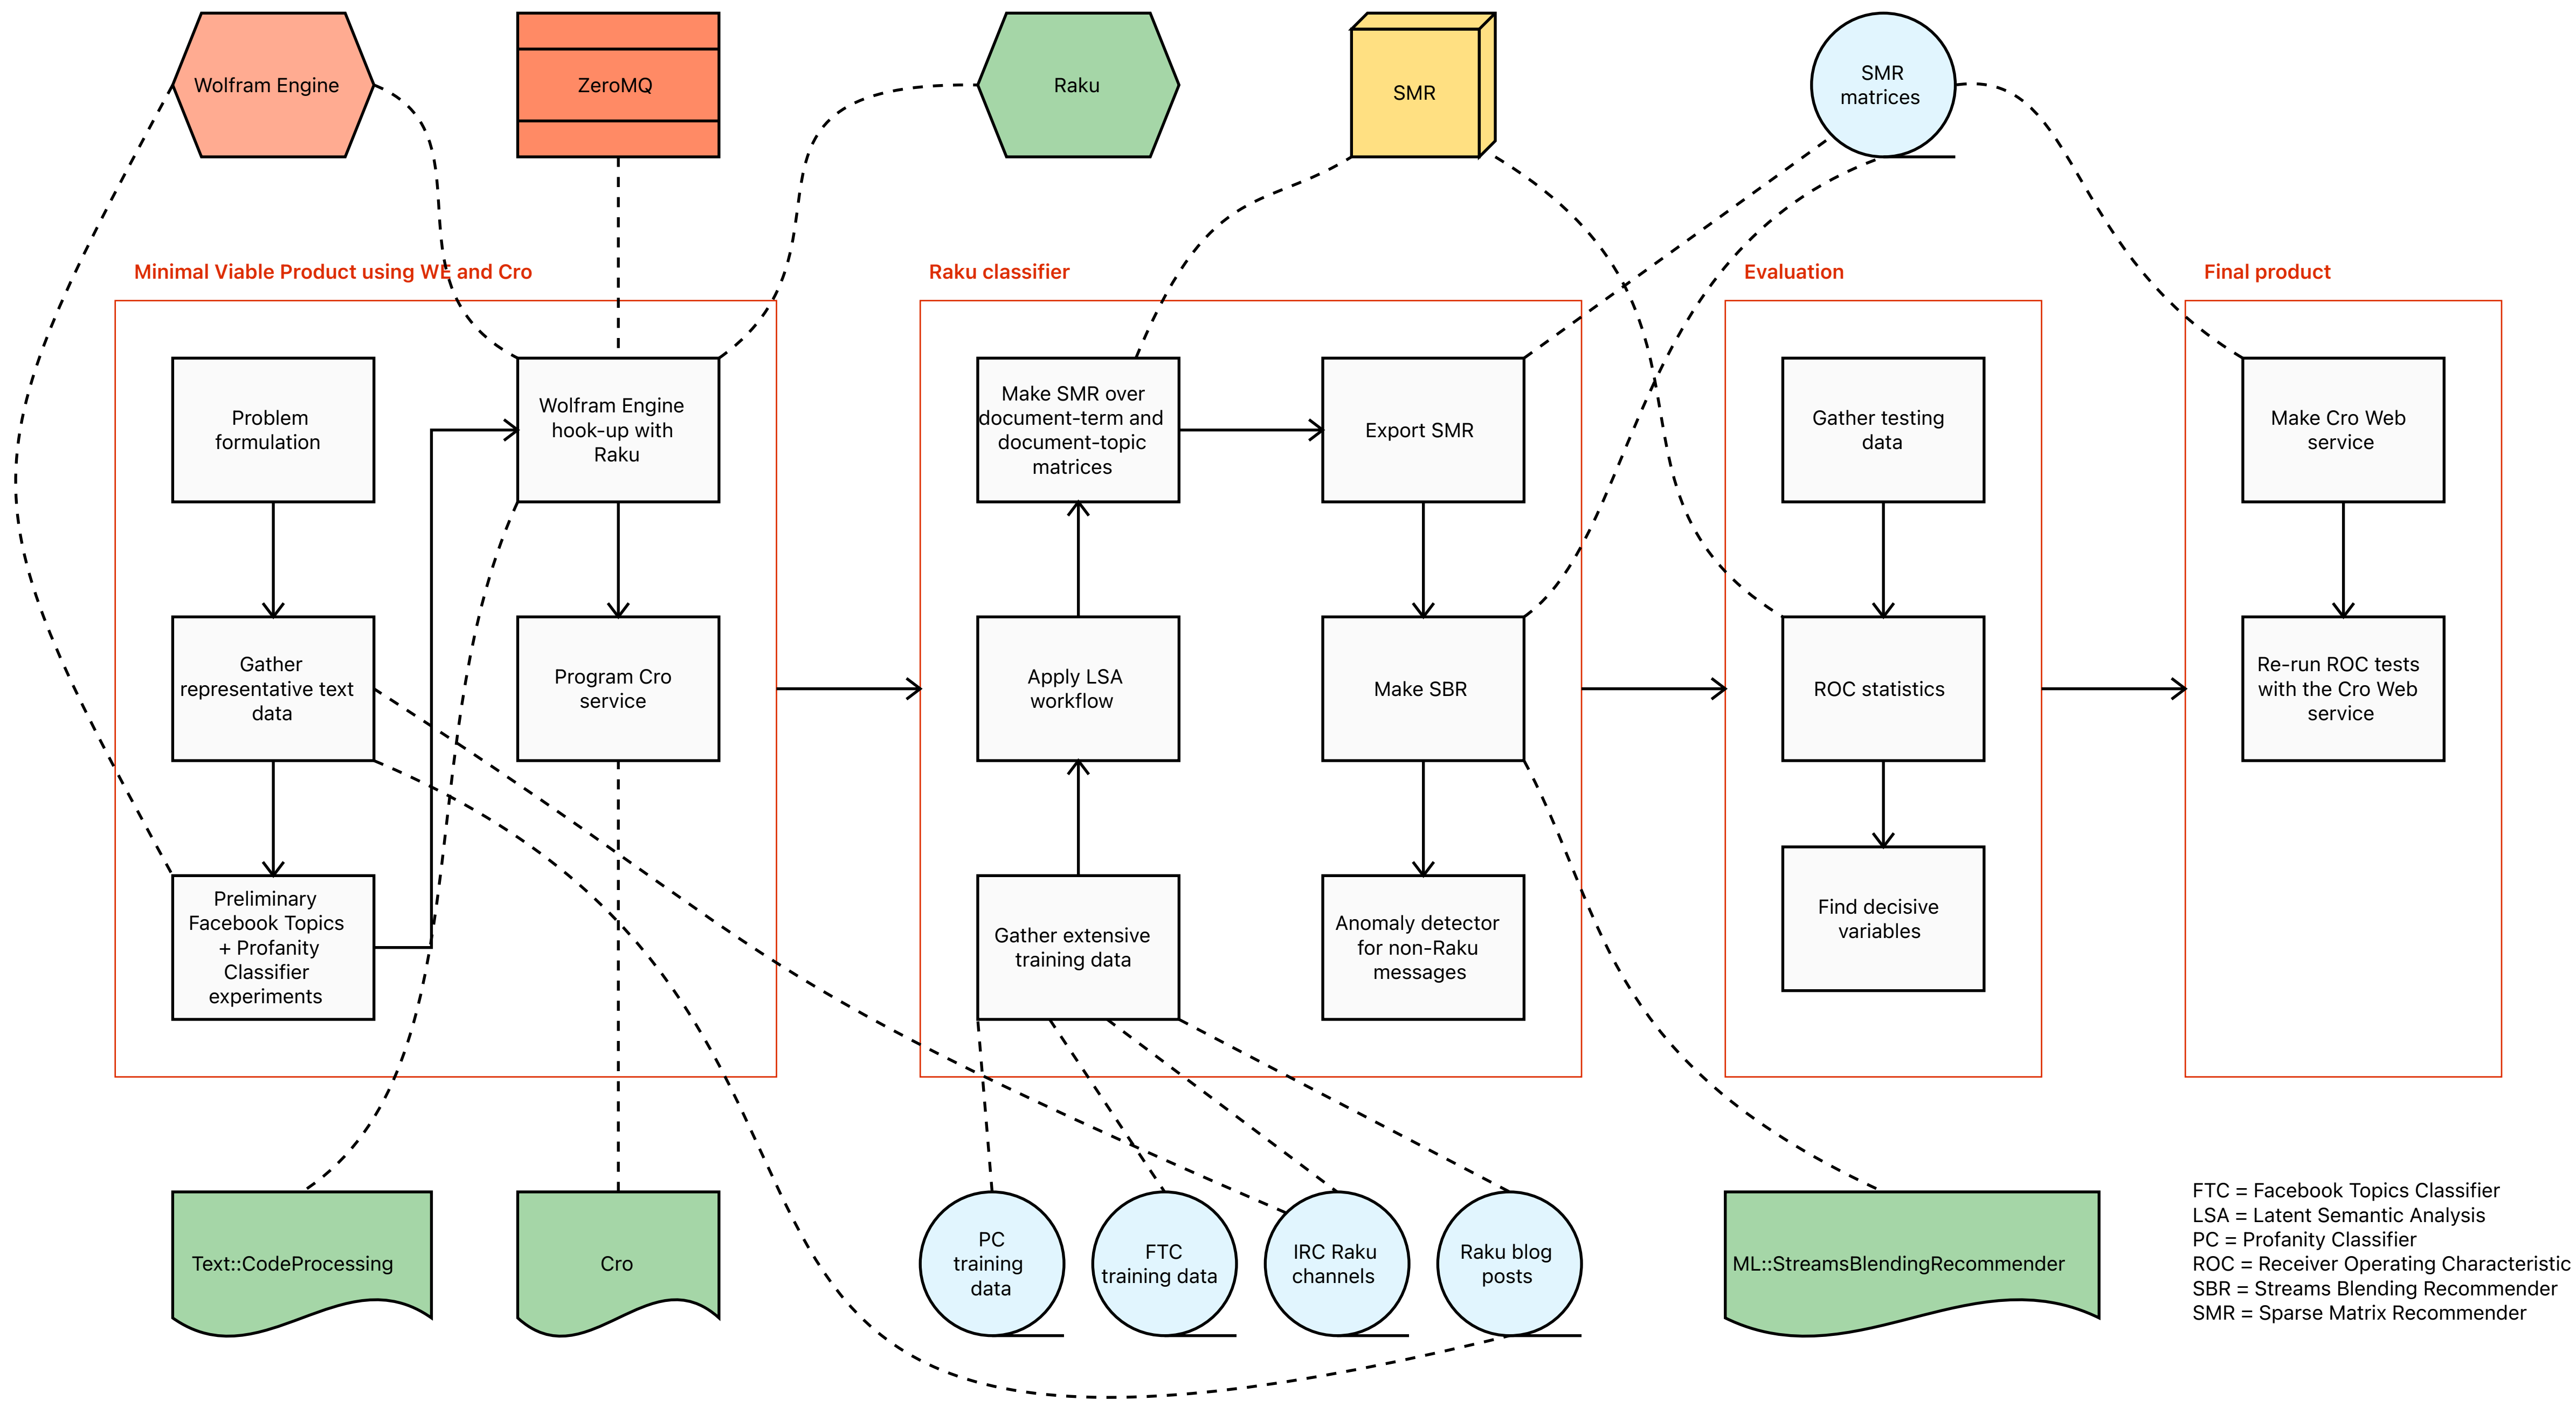 Wolfram Engine
ZeroMQ
Raku
SMR
SMR
matrices
Minimal Viable Product using WE and Cro
Raku classifier
Evaluation
Final product
Problem
formulation
Wolfram Engine
hook-up with
Raku
Make SMR over
document-term and
document-topic
matrices
Export SMR
Gather testing
data
Make Cro Web
service
Gather
representative text
data
Program Cro
service
Apply LSA
workflow
Make SBR
ROC statistics
Re-run ROC tests
with the Cro Web
service
Preliminary
Facebook Topics
+ Profanity
Classifier
experiments
Gather extensive
training data
Anomaly detector
for non-Raku
messages
Find decisive
variables
Text::CodeProcessing
Cro
PC
training
data
FTC
training data
IRC Raku
channels
Raku blog
posts
ML::StreamsBlendingRecommender
FTC = Facebook Topics Classifier
LSA = Latent Semantic Analysis
PC = Profanity Classifier
ROC = Receiver Operating Characteristic
SBR = Streams Blending Recommender
SMR = Sparse Matrix Recommender